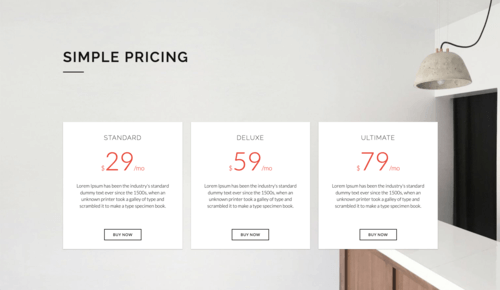 SIMPLE PRICING
STANDARD
$29/mo
Lorem Ipsum has been the industry's standard
dummy text ever since the 1500s, when an
unknown printer took a galley of type and
scrambled it to make a type specimen book.
BUY NOW
DELUXE
$59/mo
Lorem Ipsum has been the industry's standard
dummy text ever since the 1500s, when an
unknown printer took a galley of type and
scrambled it to make a type specimen book.
BUY NOW
ULTIMATE
$79/mo
Lorem Ipsum has been the industry's standard
dummy text ever since the 1500s, when an
unknown printer took a galley of type and
scrambled it to make a type specimen book.
BUY NOW